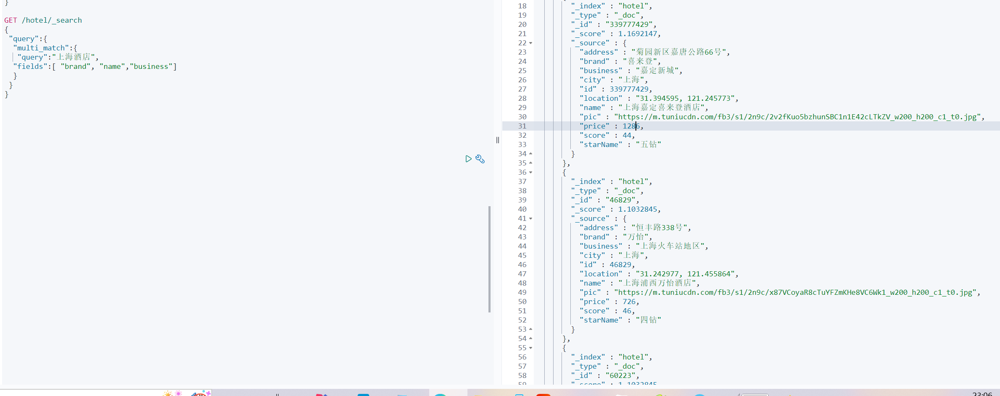 }
GET /hotel/_search
{
"query":{
"multi_match":{
"query":"上海酒店",
"fields":[ "brand", "name","business"]
}
}
}
18 "_index" : "hotel",
19 "_type" : "_doc",
20 "_id" : "339777429",
21 "_score" : 1.1692147,
22 "_source" : {
23 "address" : "菊园新区嘉唐公路66号",
24 "brand" : "喜来登",
25 "business" : "嘉定新城",
26 "city" : "上海",
27 "id" : 339777429,
28 "location" : "31.394595, 121.245773",
29 "name" : "上海嘉定喜来登酒店",
30 "pic" : "https://m.tuniucdn.com/fb3/s1/2n9c/2v2fKuo5bzhunSBC1n1E42cLTkZV_w200_h200_c1_t0.jpg",
31 "price" : 1286,
32 "score" : 44,
33 "starName" : "五钻"
34 }
35 },
36 {
37 "_index" : "hotel",
38 "_type" : "_doc",
39 "_id" : "46829",
40 "_score" : 1.1032845,
41 "_source" : {
42 "address" : "恒丰路338号",
43 "brand" : "万怡",
44 "business" : "上海火车站地区",
45 "city" : "上海",
46 "id" : 46829,
47 "location" : "31.242977, 121.455864",
48 "name" : "上海浦西万怡酒店",
49 "pic" : "https://m.tuniucdn.com/fb3/s1/2n9c/x87VCoyaR8cTuYFZmKHe8VC6Wk1_w200_h200_c1_t0.jpg",
50 "price" : 726,
51 "score" : 46,
52 "starName" : "四钻"
53 }
54 },
55 {
56 "_index" : "hotel",
57 "_type" : "_doc",
58 "_id" : "60223",
59 "_score" : 1.1032845
23:06